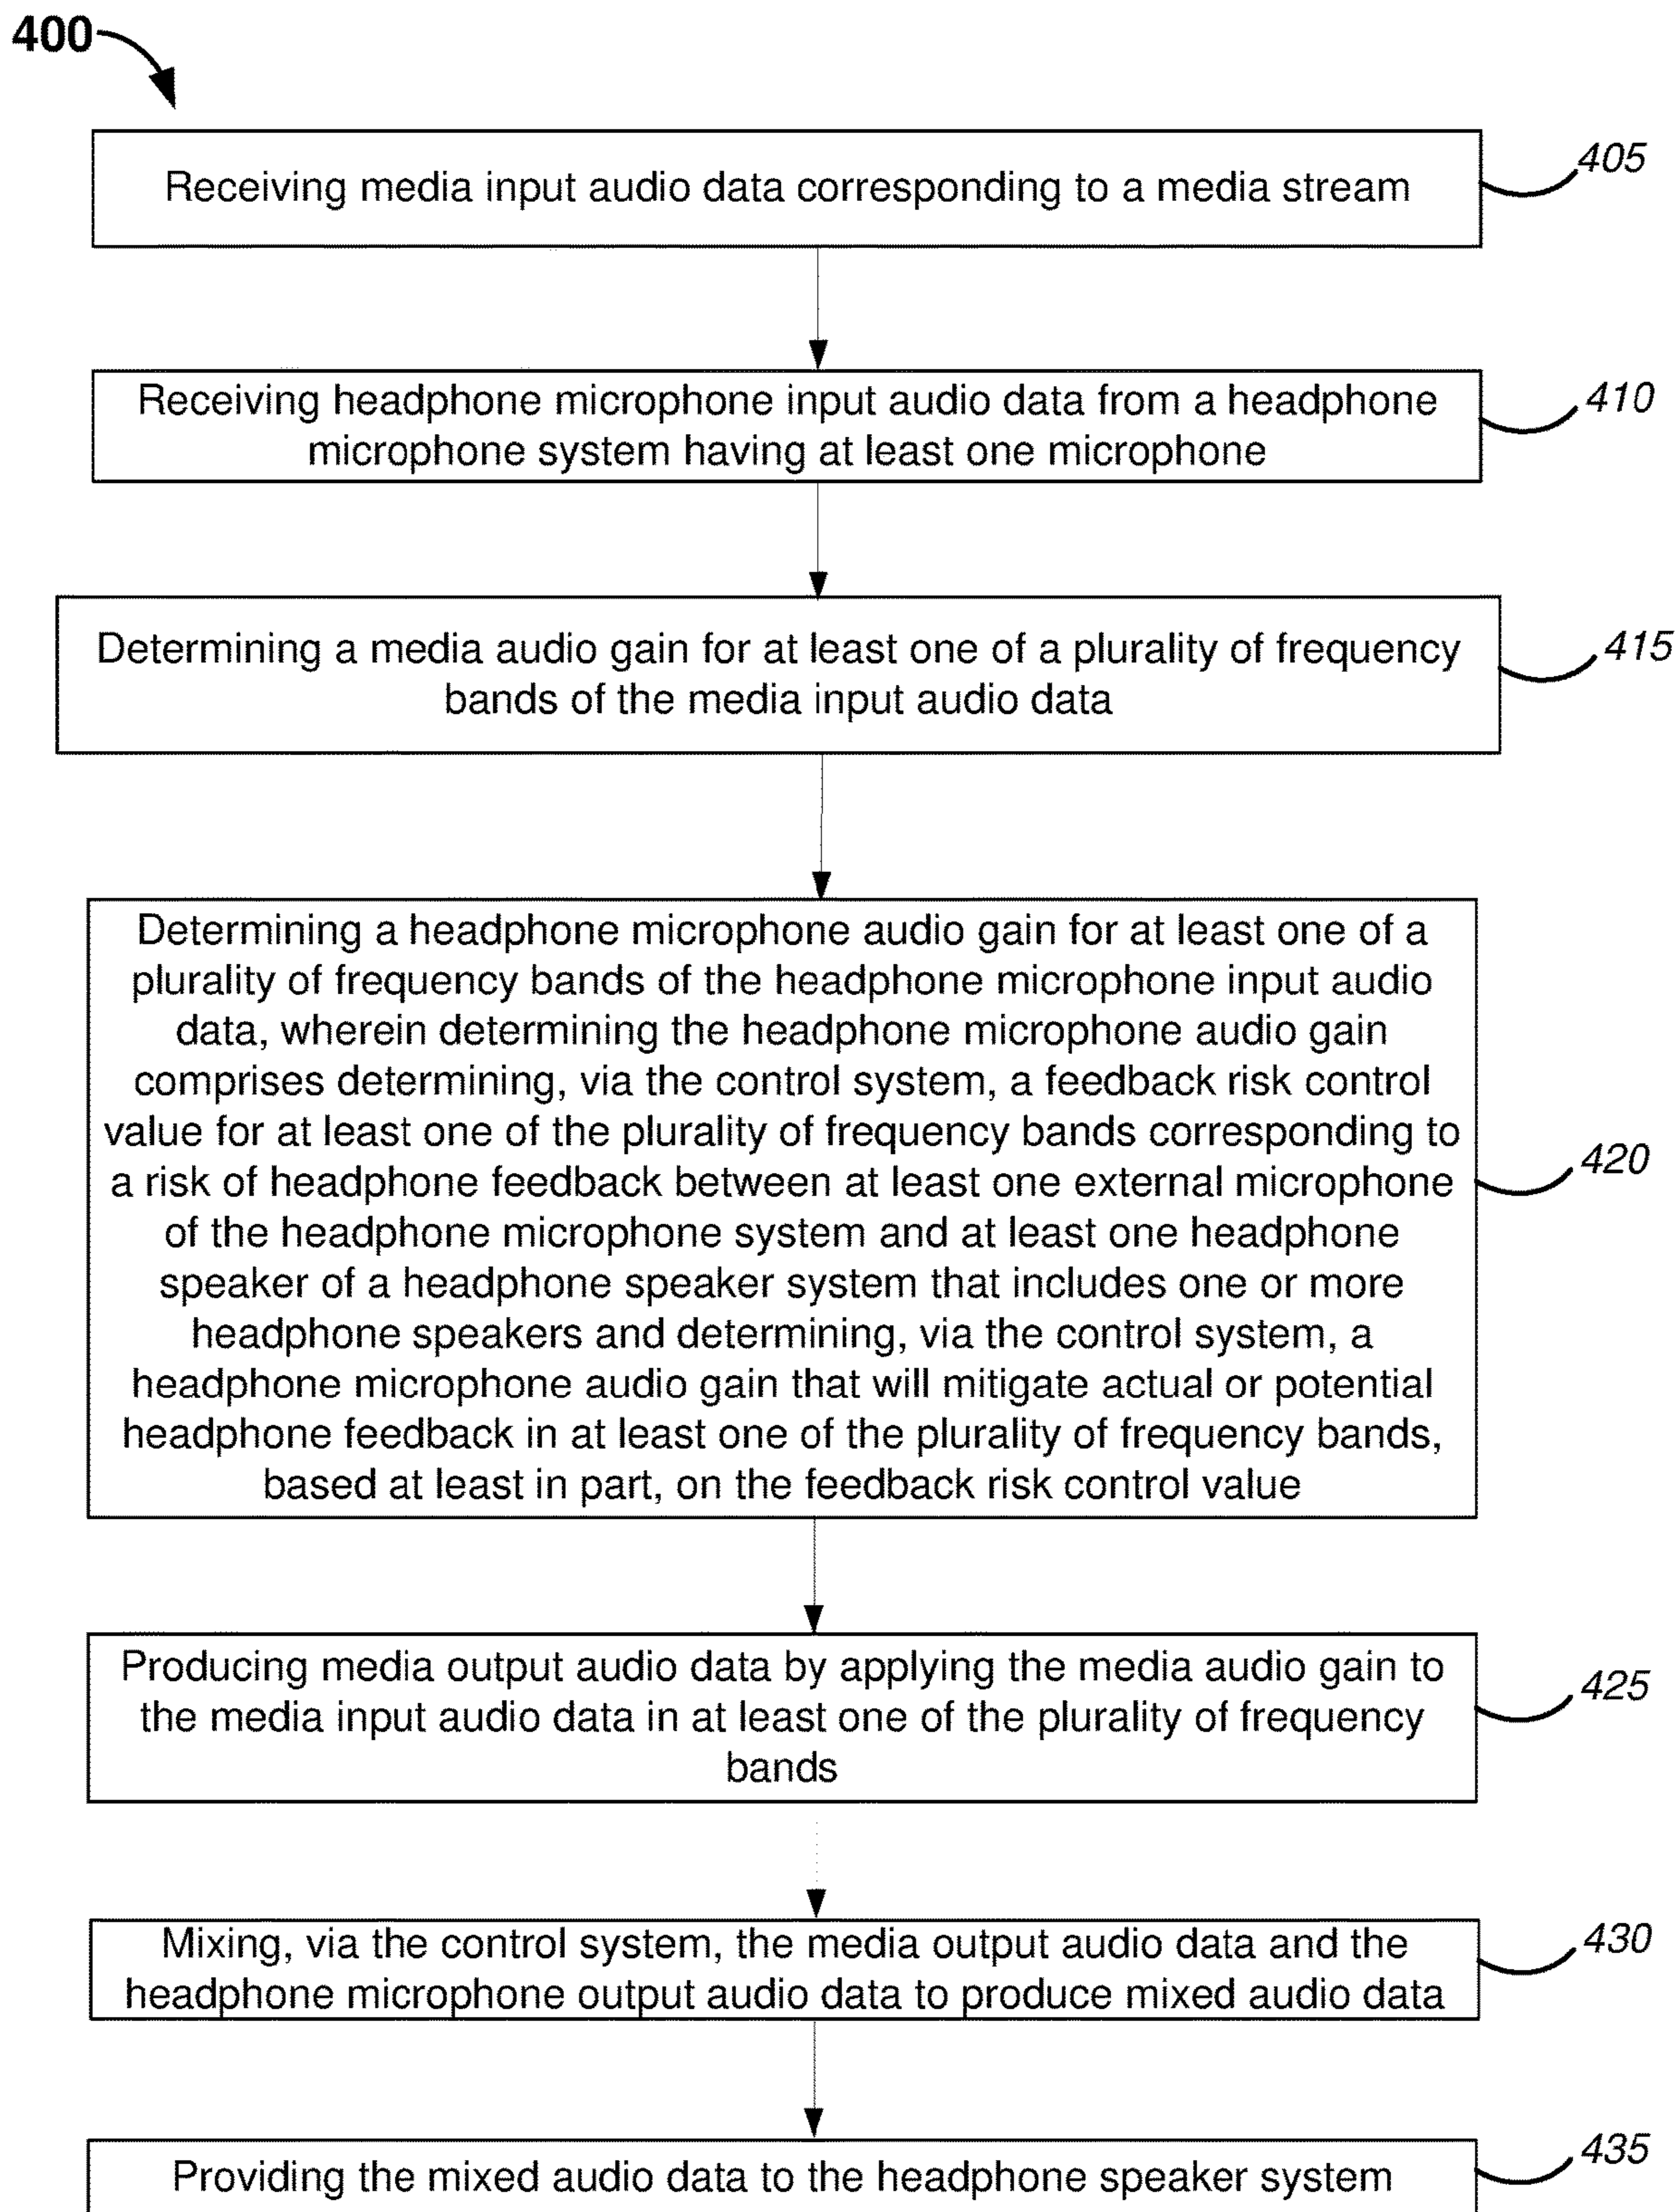 400
Receiving media input audio data corresponding to a media stream
405
Receiving headphone microphone input audio data from a headphone
microphone system having at least one microphone
410
Determining a media audio gain for at least one of a plurality of frequency
bands of the media input audio data
415
Determining a headphone microphone audio gain for at least one of a
plurality of frequency bands of the headphone microphone input audio
data, wherein determining the headphone microphone audio gain
comprises determining, via the control system, a feedback risk control
value for at least one of the plurality of frequency bands corresponding to
a risk of headphone feedback between at least one external microphone
of the headphone microphone system and at least one headphone
speaker of a headphone speaker system that includes one or more
headphone speakers and determining, via the control system, a
headphone microphone audio gain that will mitigate actual or potential
headphone feedback in at least one of the plurality of frequency bands,
based at least in part, on the feedback risk control value
420
Producing media output audio data by applying the media audio gain to
the media input audio data in at least one of the plurality of frequency
bands
425
Mixing, via the control system, the media output audio data and the
headphone microphone output audio data to produce mixed audio data
430
Providing the mixed audio data to the headphone speaker system
435